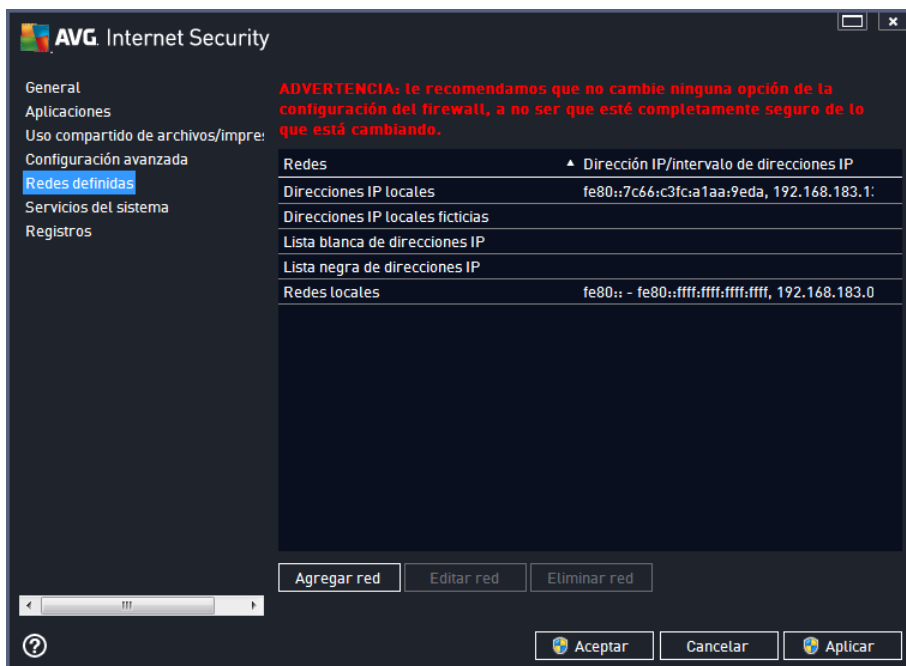 AVG. Internet Security
General
Aplicaciones
Uso compartido de archivos/impre
Configuración avanzada
Redes definidas
Servicios del sistema
Registros
ADVERTENCIA: le recomendamos que no cambie ninguna opción de la
configuración del firewall, a no ser que esté completamente seguro de lo
que está cambiando.
Redes Dirección IP/intervalo de direcciones IP
Direcciones IP locales fe80::7c66:c3fc:a1aa:9eda, 192.168.183.1
Direcciones IP locales ficticias
Lista blanca de direcciones IP
Lista negra de direcciones IP
Redes locales fe80:: - fe80::ffff:ffff:ffff:ffff, 192.168.183.0
Agregar red Editar red Eliminar red
Aceptar Cancelar Aplicar